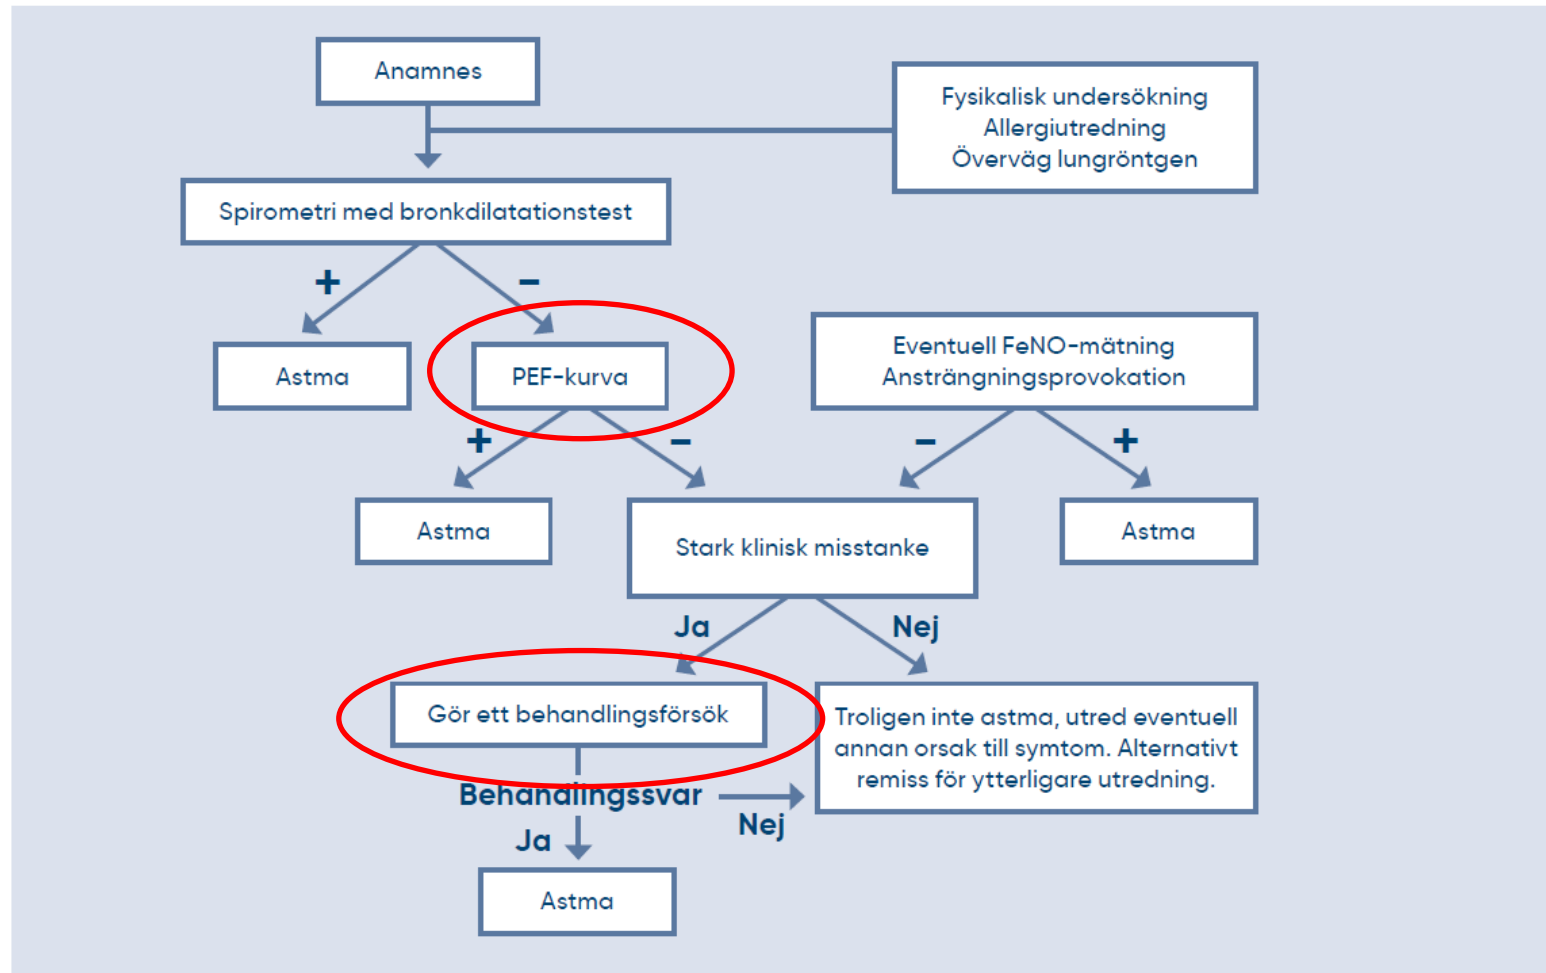 Anamnes
Fysikalisk undersökning
Allergiutredning
Överväg lungröntgen
Spirometri med bronkdilatationstest
+
-
Astma
PEF-kurva
Eventuell FeNO-mätning
Ansträngningsprovokation
+
-
-
+
Astma
Stark klinisk misstanke
Astma
Ja
Nej
Gör ett behandlingsförsök
Troligen inte astma, utred eventuell
annan orsak till symtom. Alternativt
remiss för ytterligare utredning.
Behandlingssvar
Nej
Ja
Astma